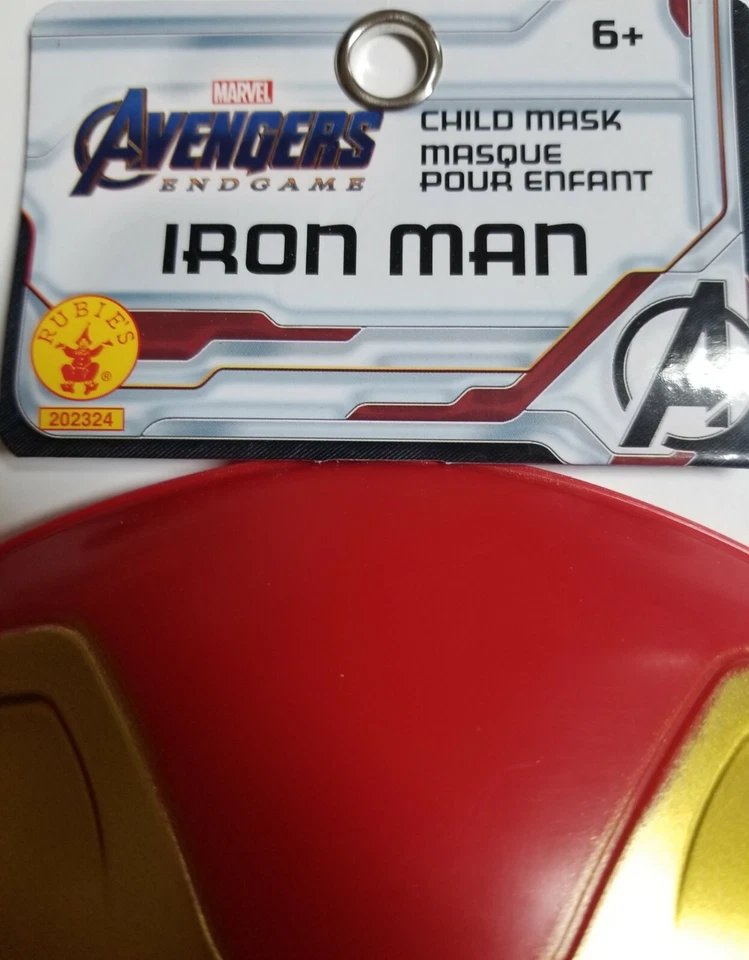 6+
MARVEL
AVENGERS
ENDGAME
CHILD MASK
MASQUE
POUR ENFANT
IRON MAN
RUBIE'S
®
202324